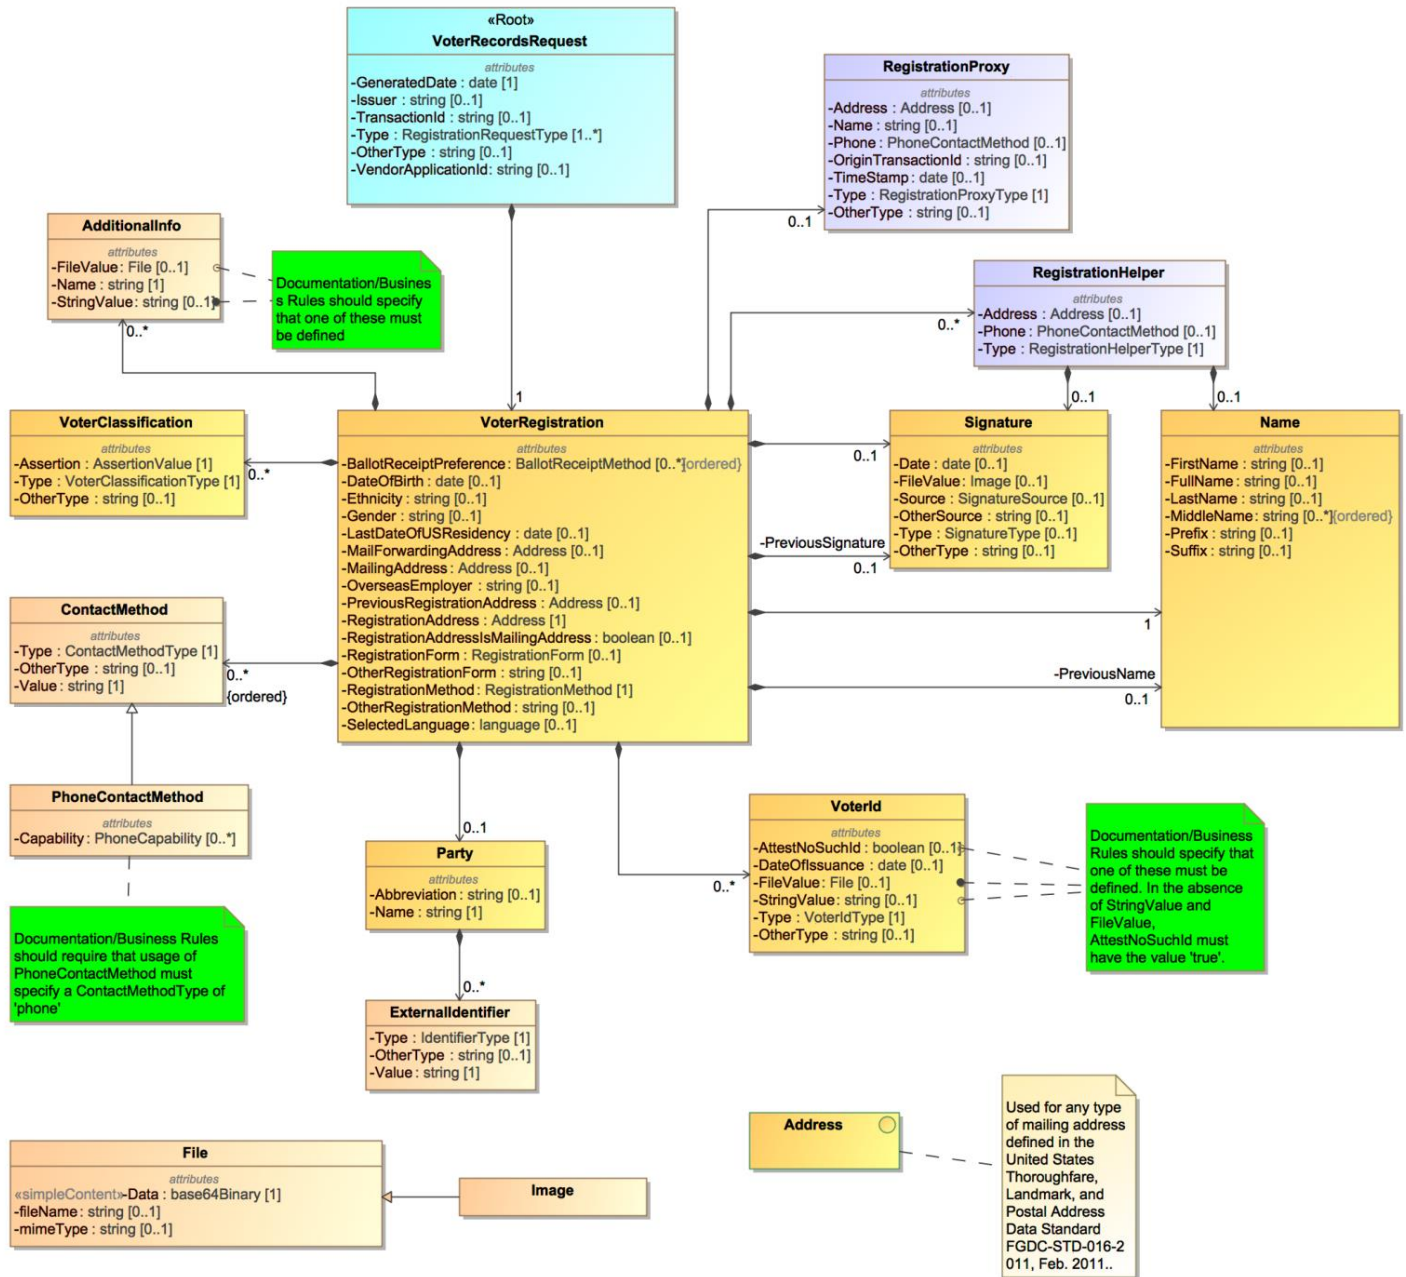 «Root»
VoterRecordsRequest
attributes
-GeneratedDate : date [1]
-Issuer : string [0..1]
-TransactionId : string [0..1]
-Type : RegistrationRequestType [1..*]
-OtherType : string [0..1]
-VendorApplicationId : string [0..1]
RegistrationProxy
attributes
-Address : Address [0..1]
-Name : string [0..1]
-Phone : PhoneContactMethod [0..1]
-OriginTransactionId : string [0..1]
-TimeStamp : date [0..1]
-Type : RegistrationProxyType [1]
-OtherType : string [0..1]
0..1
AdditionalInfo
attributes
-FileValue : File [0..1]
-Name : string [1]
-StringValue : string [0..1]
0..*
Documentation/Busines
s Rules should specify
that one of these must
be defined
RegistrationHelper
attributes
-Address : Address [0..1]
-Phone : PhoneContactMethod [0..1]
-Type : RegistrationHelperType [1]
0..*
1
0..1
0..1
VoterClassification
attributes
-Assertion : AssertionValue [1]
-Type : VoterClassificationType [1]
-OtherType : string [0..1]
0..*
VoterRegistration
attributes
-BallotReceiptPreference : BallotReceiptMethod [0..*]{ordered}
-DateOfBirth : date [0..1]
-Ethnicity : string [0..1]
-Gender : string [0..1]
-LastDateOfUSResidency : date [0..1]
-MailForwardingAddress : Address [0..1]
-MailingAddress : Address [0..1]
-OverseasEmployer : string [0..1]
-PreviousRegistrationAddress : Address [0..1]
-RegistrationAddress : Address [1]
-RegistrationAddressIsMailingAddress : boolean [0..1]
-RegistrationForm : RegistrationForm [0..1]
-OtherRegistrationForm : string [0..1]
-RegistrationMethod : RegistrationMethod [1]
-OtherRegistrationMethod : string [0..1]
-SelectedLanguage : language [0..1]
0..1
-PreviousSignature
0..1
1
-PreviousName
0..1
Signature
attributes
-Date : date [0..1]
-FileValue : Image [0..1]
-Source : SignatureSource [0..1]
-OtherSource : string [0..1]
-Type : SignatureType [0..1]
-OtherType : string [0..1]
Name
attributes
-FirstName : string [0..1]
-FullName : string [0..1]
-LastName : string [0..1]
-MiddleName : string [0..*]{ordered}
-Prefix : string [0..1]
-Suffix : string [0..1]
ContactMethod
attributes
-Type : ContactMethodType [1]
-OtherType : string [0..1]
-Value : string [1]
0..*
{ordered}
PhoneContactMethod
attributes
-Capability : PhoneCapability [0..*]
Documentation/Business Rules
should require that usage of
PhoneContactMethod must
specify a ContactMethodType of
'phone'
0..1
Party
attributes
-Abbreviation : string [0..1]
-Name : string [1]
0..*
ExternalIdentifier
-Type : IdentifierType [1]
-OtherType : string [0..1]
-Value : string [1]
0..*
VoterId
attributes
-AttestNoSuchId : boolean [0..1]
-DateOfIssuance : date [0..1]
-FileValue : File [0..1]
-StringValue : string [0..1]
-Type : VoterIdType [1]
-OtherType : string [0..1]
Documentation/Business
Rules should specify that
one of these must be
defined. In the absence
of StringValue and
FileValue,
AttestNoSuchId must
have the value 'true'.
File
attributes
«simpleContent»-Data : base64Binary [1]
-fileName : string [0..1]
-mimeType : string [0..1]
Image
Address
Used for any type
of mailing address
defined in the
United States
Thoroughfare,
Landmark, and
Postal Address
Data Standard
FGDC-STD-016-2
011, Feb. 2011..